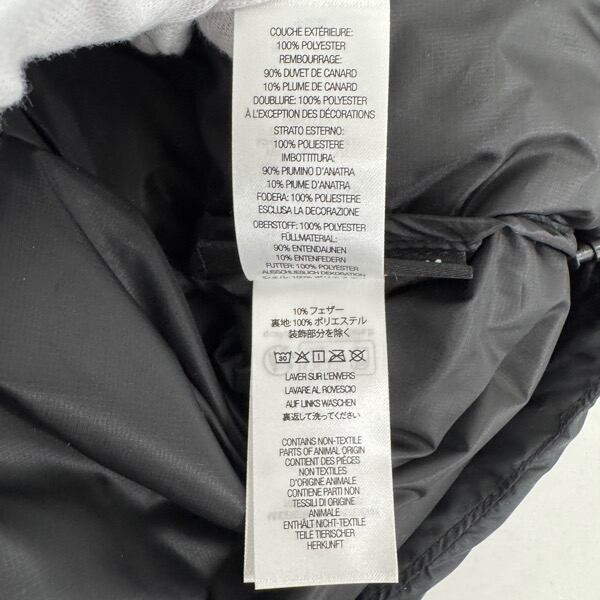 COUCHE EXTÉRIEURE:
100% POLYESTER
REMBOURRAGE:
90% DUVET DE CANARD
10% PLUME DE CANARD
DOUBLURE: 100% POLYESTER
À L'EXCEPTION DES DÉCORATIONS
STRATO ESTERNO:
100% POLIESTERE
IMBOTTITURA:
90% PIUMINO D'ANATRA
10% PIUME D'ANATRA
FODERA: 100% POLIESTERE
ESCLUSA LA DECORAZIONE
OBERSTOFF: 100% POLYESTER
FÜLLMATERIAL:
90% ENTENDAUNEN
10% ENTENFEDERN
FUTTER: 100% POLYESTER
AUSSCHLIEßLICH DEKORATION
10% フェザー
裏地: 100% ポリエステル
装飾部分を除く
30
LAVER SUR L'ENVERS
LAVARE AL ROVESCIO
AUF LINKS WASCHEN
裏返して洗ってください
CONTAINS NON-TEXTILE
PARTS OF ANIMAL ORIGIN
CONTIENT DES PIÈCES
NON TEXTILES
D'ORIGINE ANIMALE
CONTIENE PARTI NON
TESSILI DI ORIGINE
ANIMALE
ENTHÄLT NICHT-TEXTILE
TEILE TIERISCHER
HERKUNFT